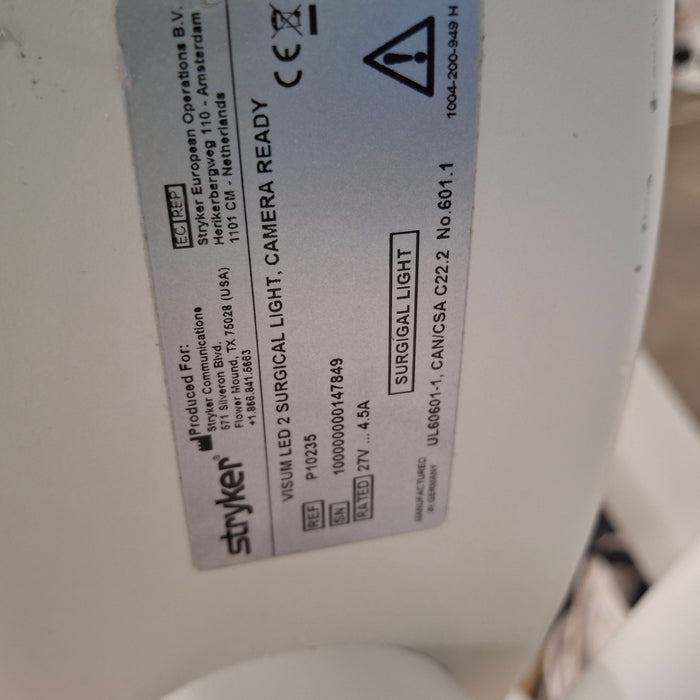 stryker®
Produced For:
Stryker Communications
571 Silveron Blvd.
Flower Mound, TX 75028 (USA)
+1.866.841.5663
EC REP
Stryker European Operations B.V.
Herikerbergweg 110 - Amsterdam
1101 CM - Netherlands
VISUM LED 2 SURGICAL LIGHT, CAMERA READY
CE
REF P10235
SN 100000000147849
RATED 27V ... 4.5A
SURGIGAL LIGHT
MANUFACTURED
IN GERMANY
UL60601-1, CAN/CSA C22.2 No.601.1
1004-200-949 H